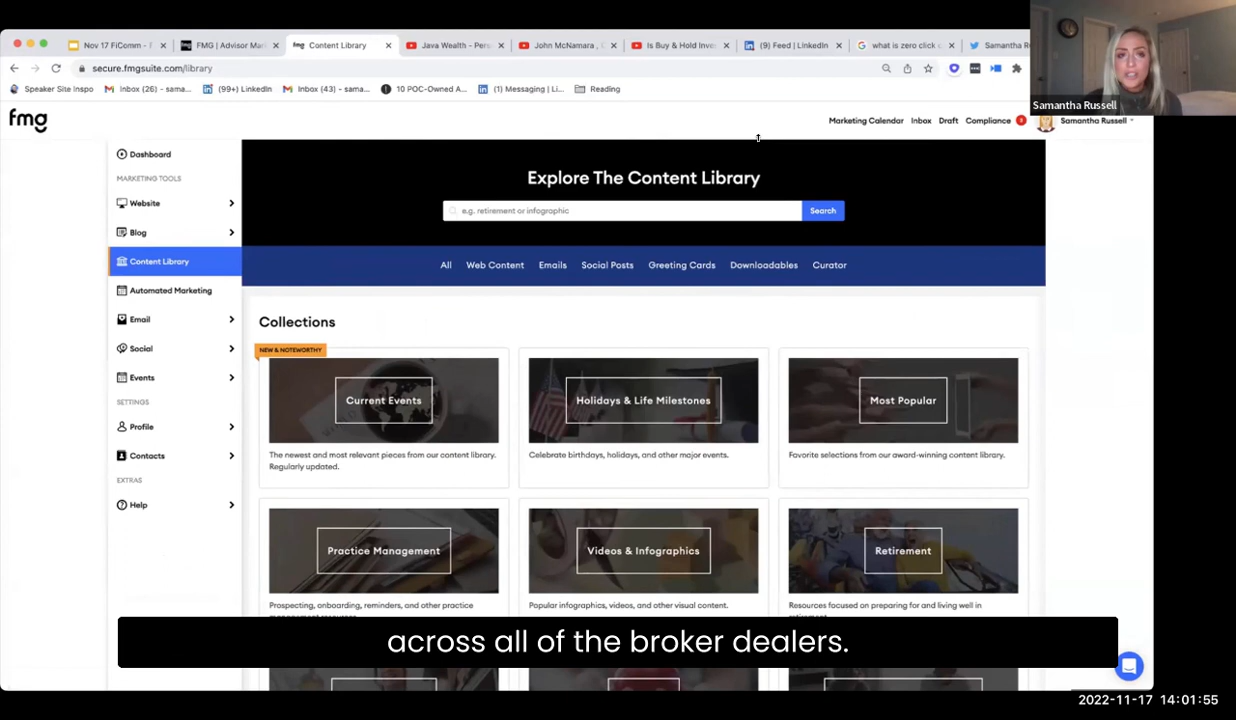 Nov 17 FiComm - F
FMG | Advisor Mar
Content Library
Java Wealth - Pers
John McNamara , D
Is Buy & Hold Inve
(9) Feed | LinkedIn
what is zero click c
Samantha Ru
secure.fmgsuite.com/library
Speaker Site Inspo
Inbox (26) - sama...
(99+) LinkedIn
Inbox (43) - sama...
10 POC-Owned A...
(1) Messaging | Li...
Reading
Samantha Russell
fmg
Marketing Calendar
Inbox
Draft
Compliance
Samantha Russell
Dashboard
MARKETING TOOLS
Website
Blog
Content Library
Automated Marketing
Email
Social
Events
SETTINGS
Profile
Contacts
EXTRAS
Help
Explore The Content Library
e.g. retirement or infographic
Search
All
Web Content
Emails
Social Posts
Greeting Cards
Downloadables
Curator
Collections
NEW & NOTEWORTHY
Current Events
The newest and most relevant pieces from our content library.
Regularly updated.
Holidays & Life Milestones
Celebrate birthdays, holidays, and other major events.
Most Popular
Favorite selections from our award-winning content library.
Practice Management
Prospecting, onboarding, reminders, and other practice
Videos & Infographics
Popular infographics, videos, and other visual content.
Retirement
Resources focused on preparing for and living well in
across all of the broker dealers.
2022-11-17 14:01:55